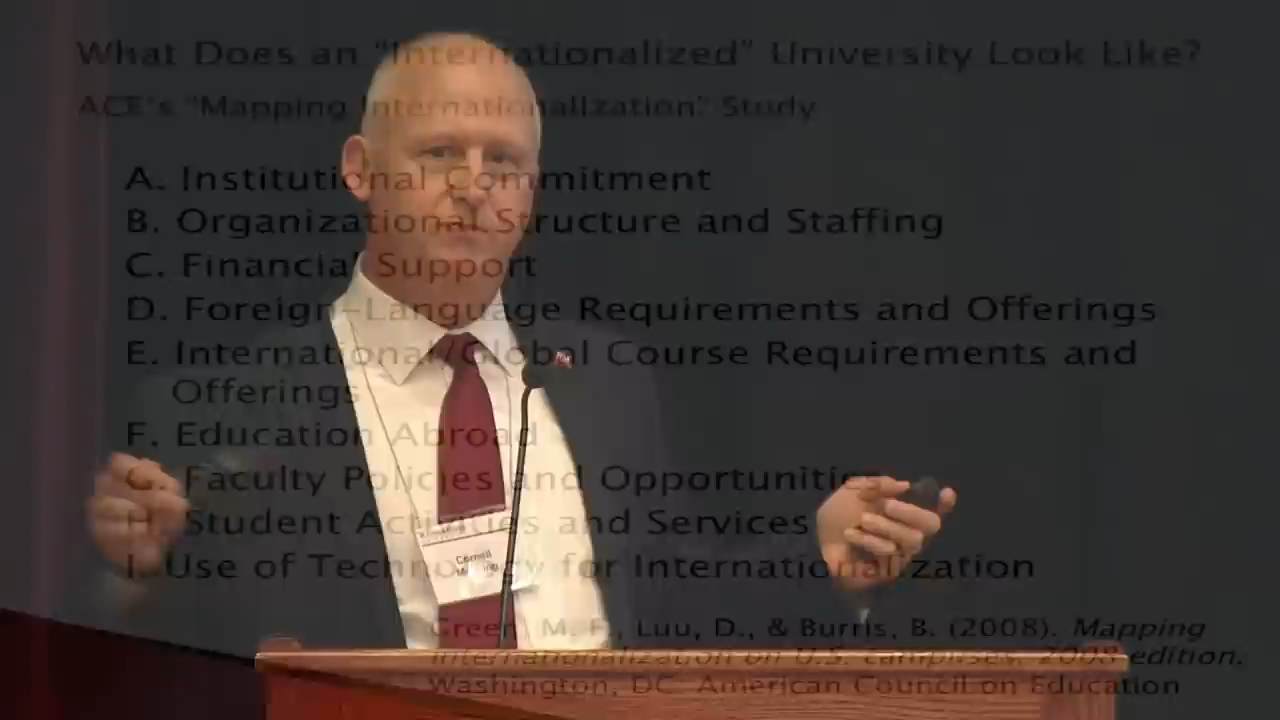 What Does an "Internationalized" University Look Like?
ACE's "Mapping Internationalization" Study
A. Institutional Commitment
B. Organizational Structure and Staffing
C. Financial Support
D. Foreign-Language Requirements and Offerings
E. International/Global Course Requirements and
Offerings
F. Education Abroad
G. Faculty Policies and Opportunities
H. Student Activities and Services
I. Use of Technology for Internationalization
Green, M. F., Luu, D., & Burris, B. (2008). Mapping
internationalization on U.S. campuses: 2008 edition.
Washington, DC: American Council on Education
Cornell